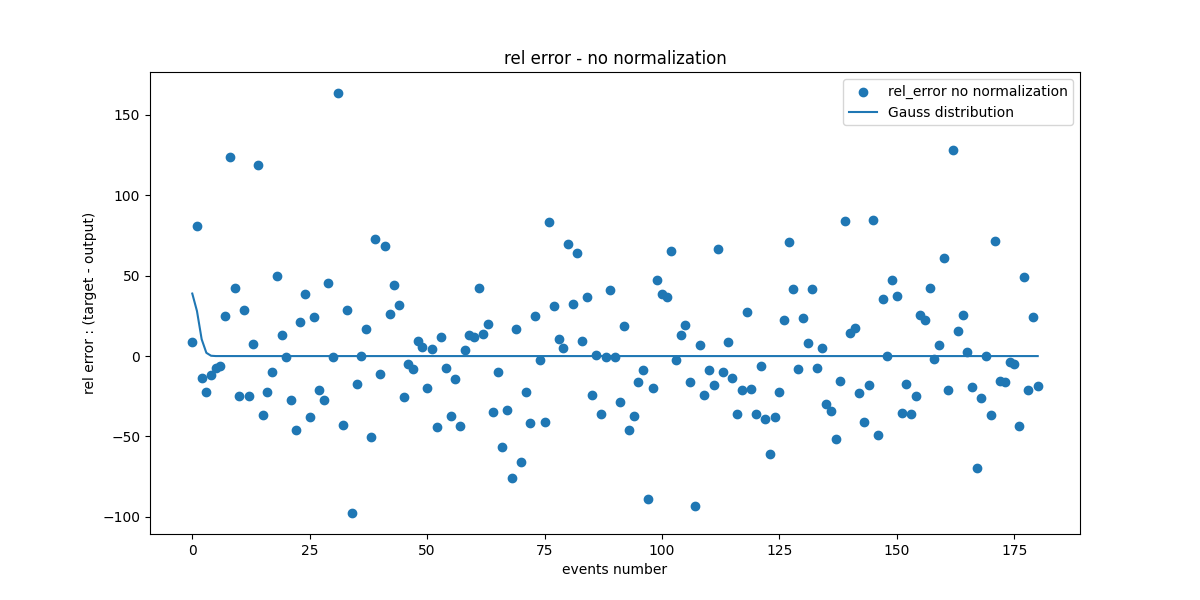 rel error - no normalization
rel_error no normalization
Gauss distribution
rel error : (target - output)
150
100
50
0
−50
−100
0 25 50 75 100 125 150 175
events number